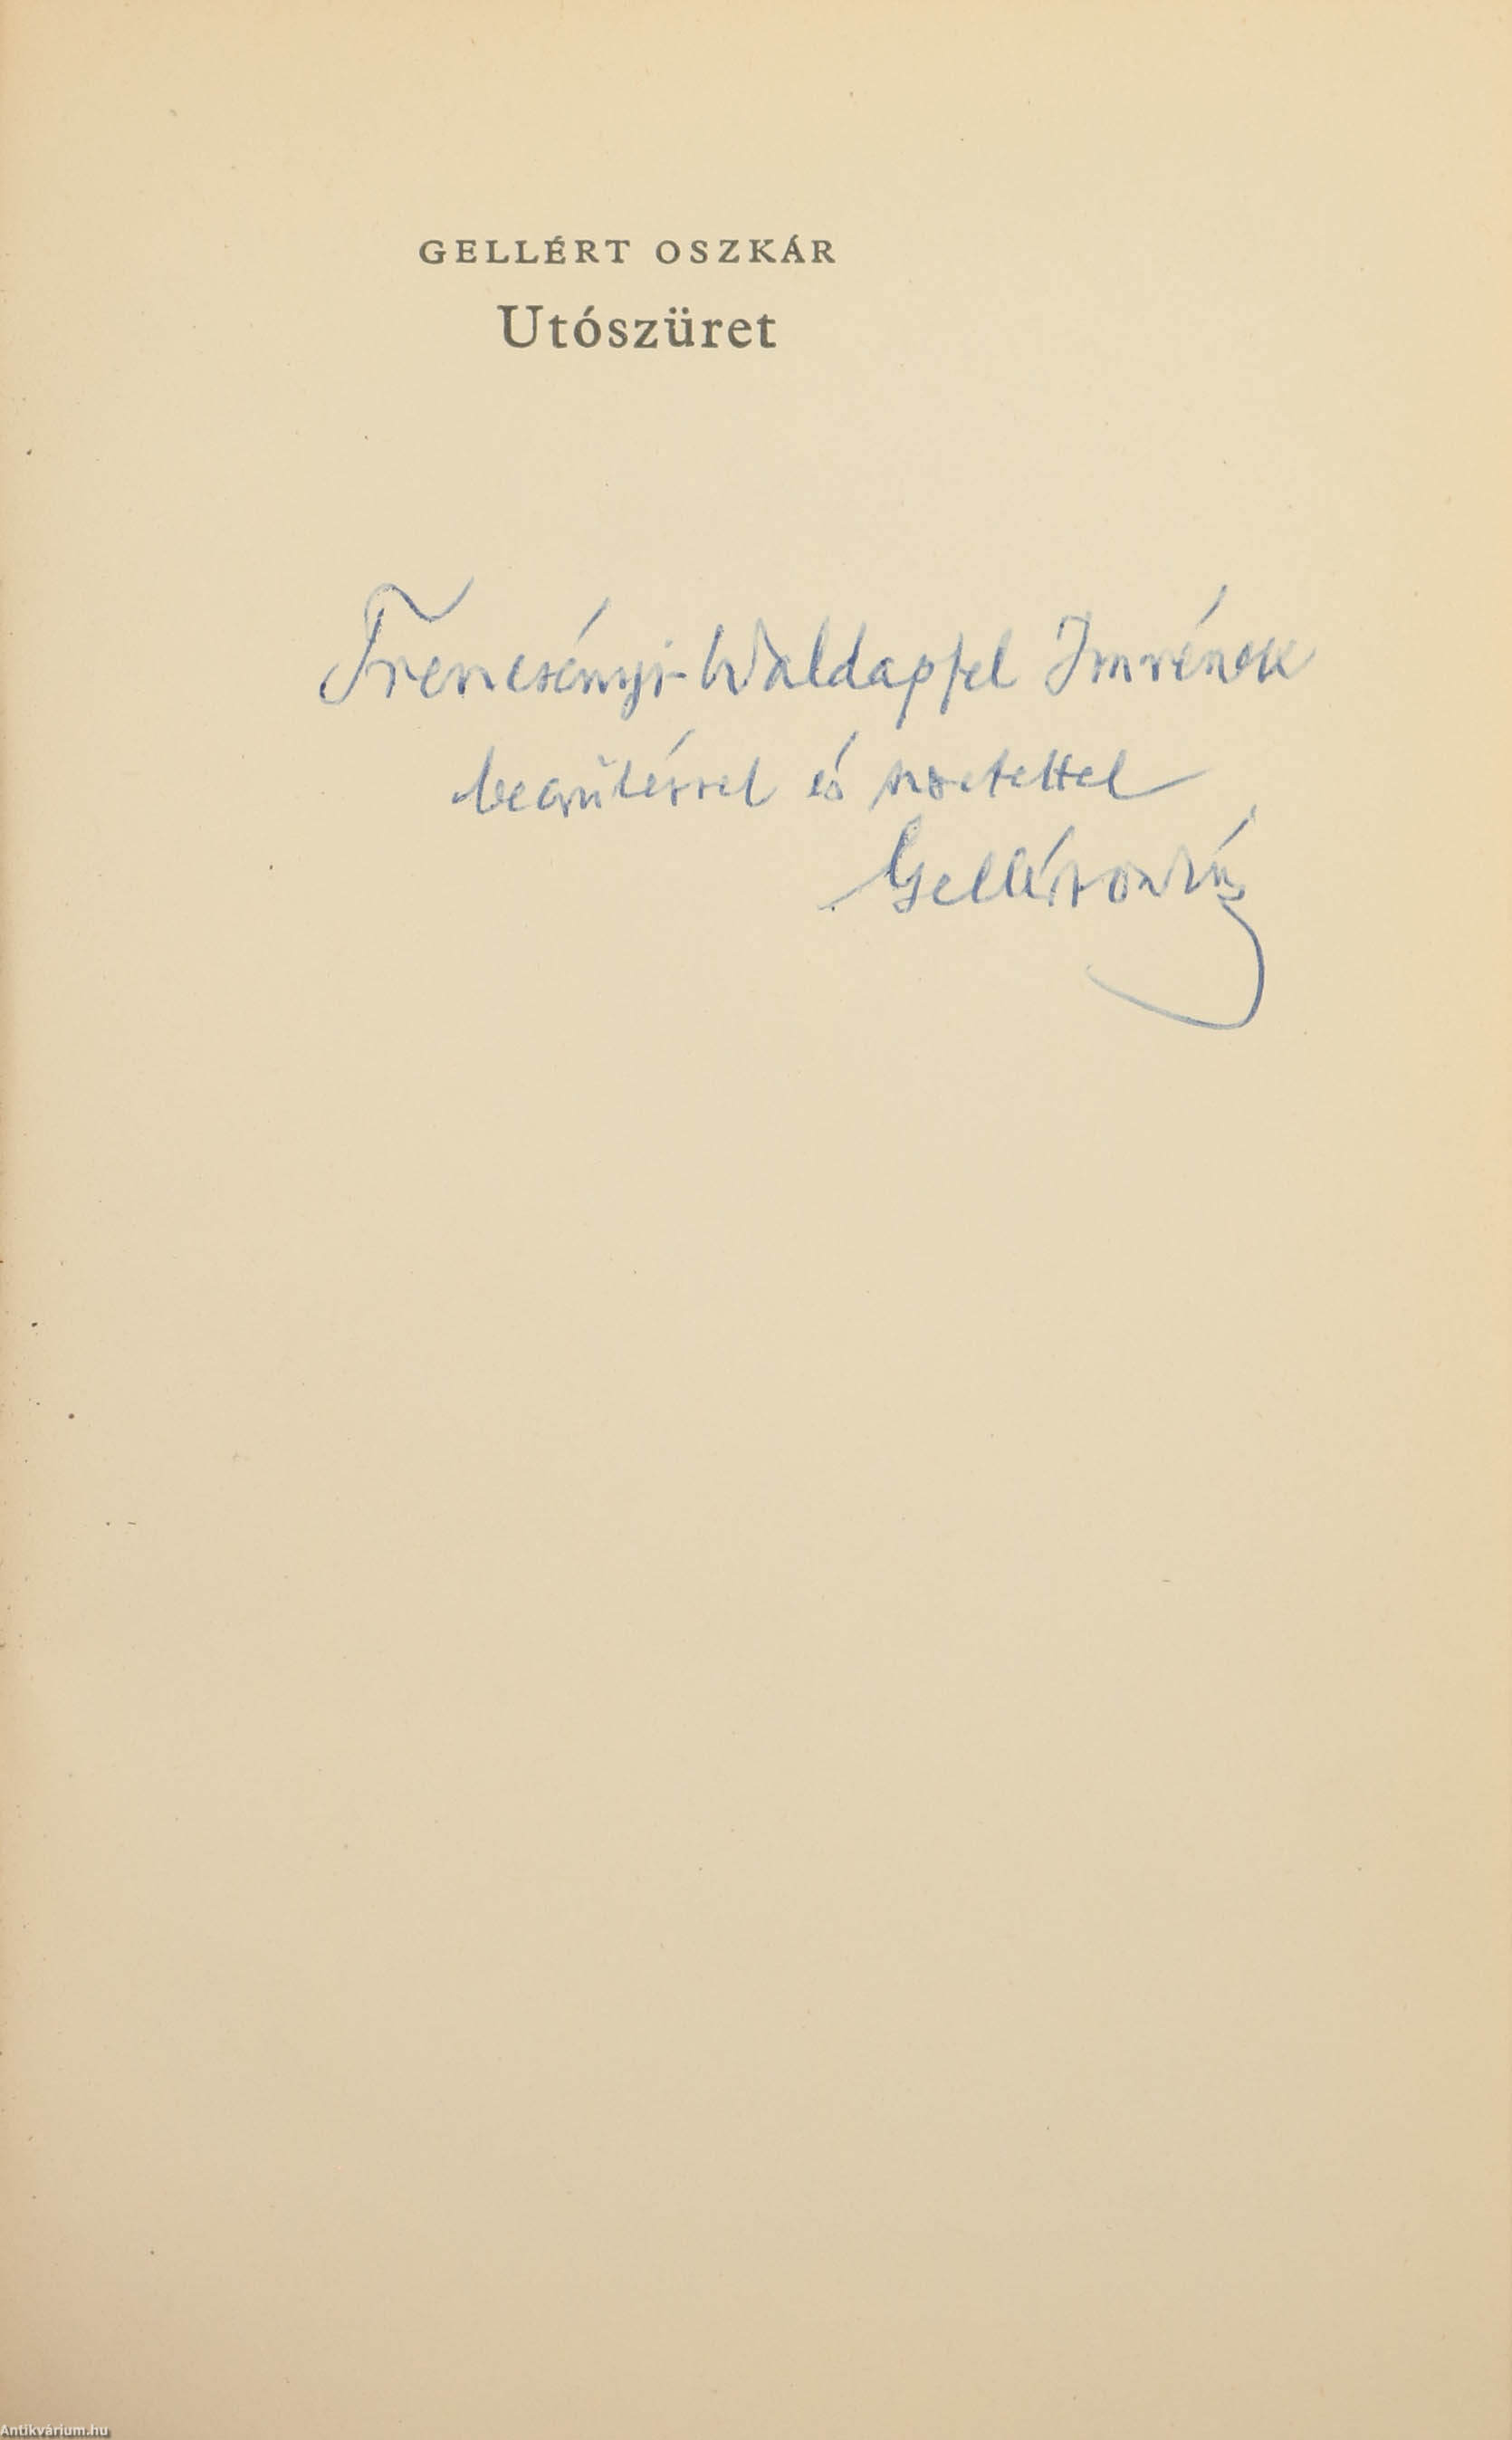 GELLÉRT OSZKÁR
Utószüret
Trencsényi-Waldapfel Imrének
becsüléssel és szeretettel
Gellért Oszkár
Antikvárium.hu